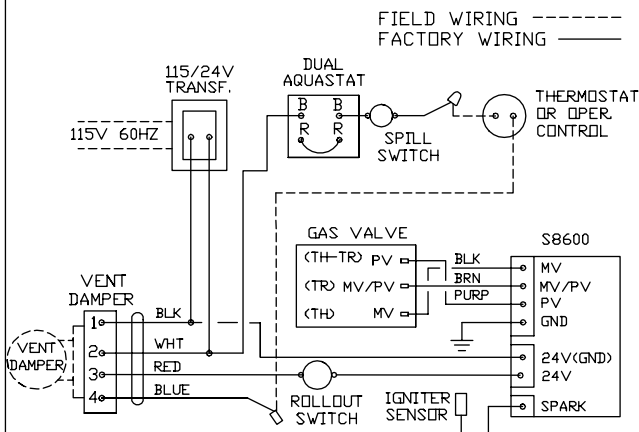 FIELD WIRING
FACTORY WIRING
DUAL
AQUASTAT
115/24V
TRANSF.
B B
R R
THERMOSTAT
OR OPER.
CONTROL
115V 60HZ
SPILL
SWITCH
GAS VALVE
S8600
(TH-TR) PV
BLK
MV
(TR) MV/PV
BRN
MV/PV
PURP
PV
(TH) MV
GND
VENT
DAMPER
1
BLK
2
WHT
24V(GND)
VENT
DAMPER
3
RED
24V
4
BLUE
ROLLOUT
SWITCH
IGNITER
SENSOR
SPARK